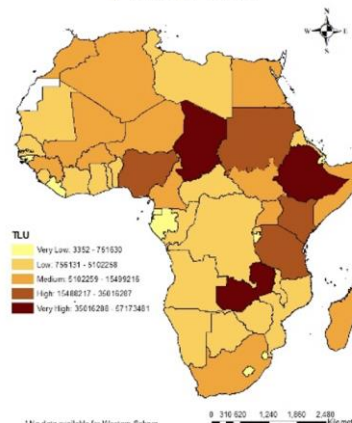 N
W E
S
TLU
Very Low: 3352 - 751630
Low: 756131 - 5102258
Medium: 5102259 - 15499216
High: 15488217 - 35016287
Very High: 35016288 - 67173481
0 310 620 1,240 1,860 2,480